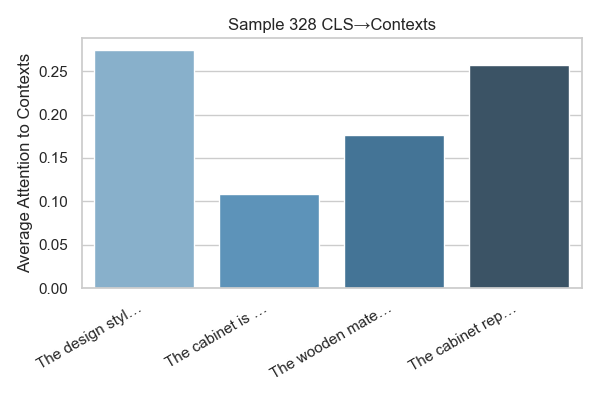 Sample 328 CLS→Contexts
Average Attention to Contexts
0.25
0.20
0.15
0.10
0.05
0.00
The design styl…
The cabinet is …
The wooden mate…
The cabinet rep…